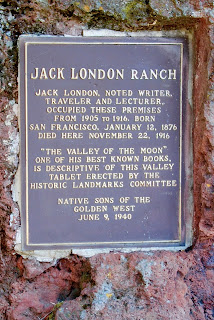 JACK LONDON RANCH
JACK LONDON, NOTED WRITER,
TRAVELER AND LECTURER,
OCCUPIED THESE PREMISES
FROM 1905 TO 1916. BORN
SAN FRANCISCO, JANUARY 12, 1876
DIED HERE NOVEMBER 22, 1916
"THE VALLEY OF THE MOON"
ONE OF HIS BEST KNOWN BOOKS,
IS DESCRIPTIVE OF THIS VALLEY
TABLET ERECTED BY THE
HISTORIC LANDMARKS COMMITTEE
NATIVE SONS OF THE
GOLDEN WEST
JUNE 9, 1940